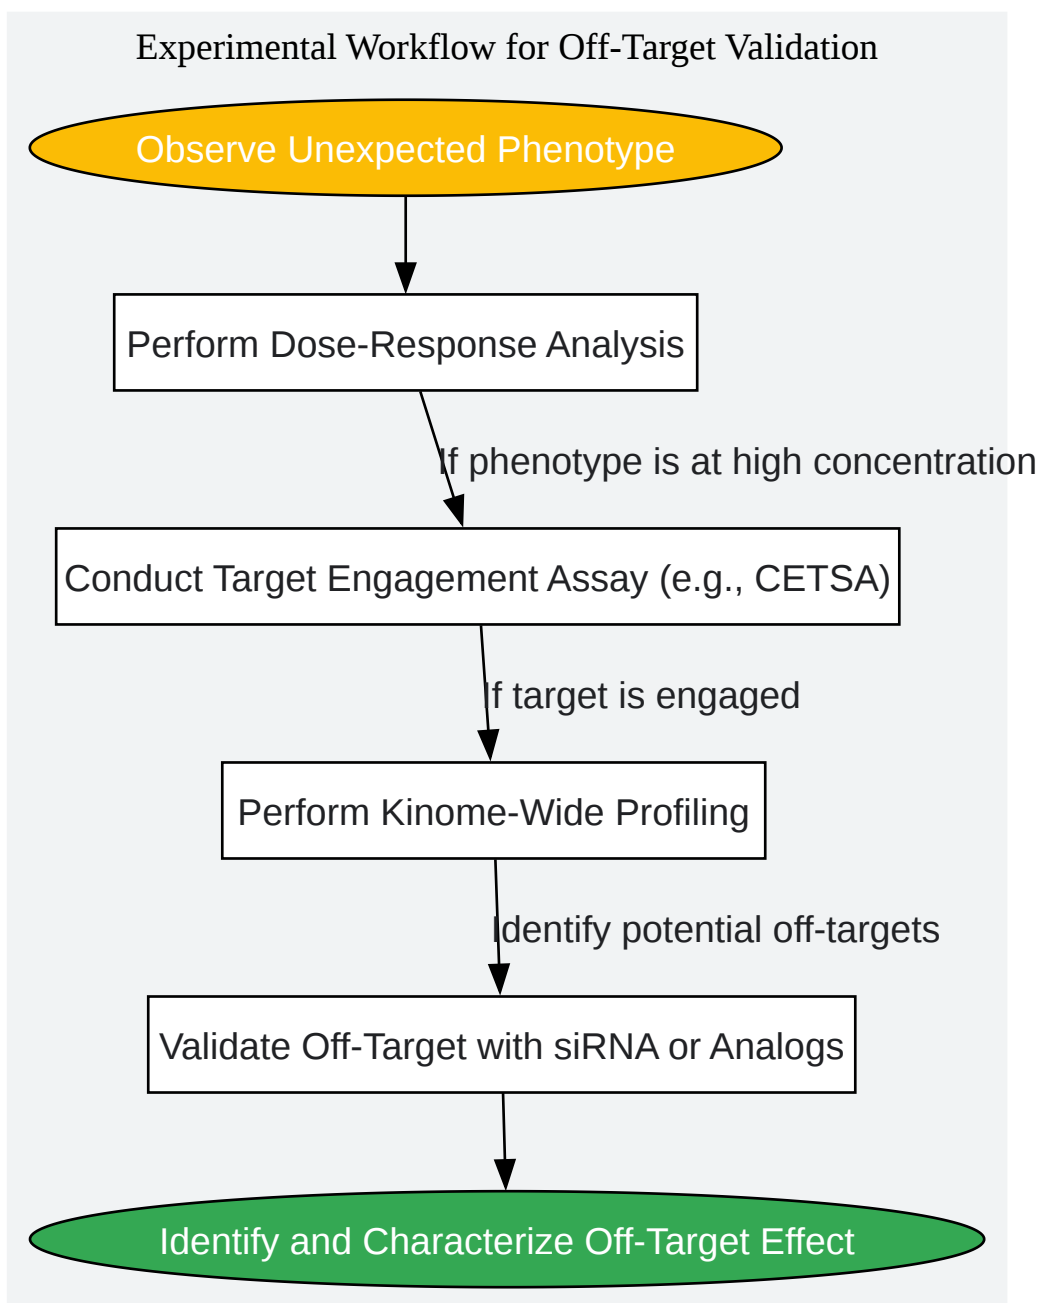 Experimental Workflow for Off-Target Validation
Observe Unexpected Phenotype
Perform Dose-Response Analysis
If phenotype is at high concentration
Conduct Target Engagement Assay (e.g., CETSA)
If target is engaged
Perform Kinome-Wide Profiling
Identify potential off-targets
Validate Off-Target with siRNA or Analogs
Identify and Characterize Off-Target Effect